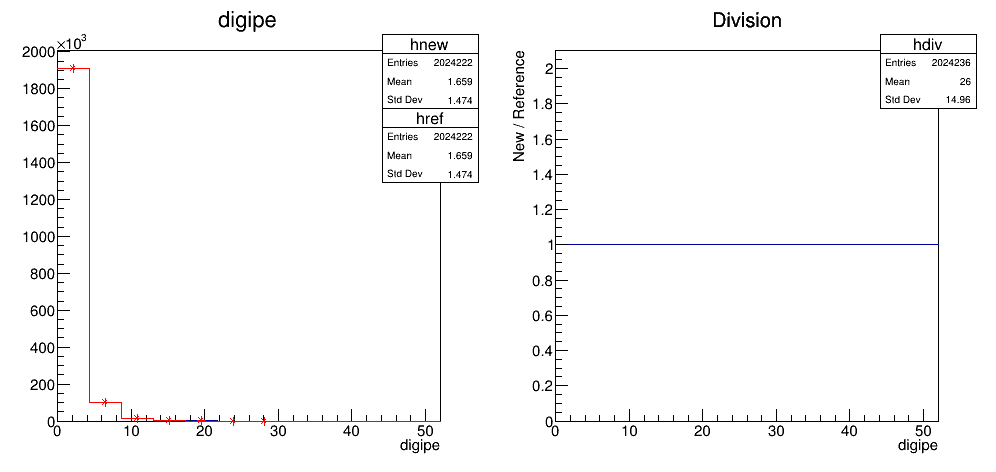 digipe
×10³
2000
1800
1600
1400
1200
1000
800
600
400
200
0
0 10 20 30 40 50
digipe
hnew
Entries 2024222
Mean 1.659
Std Dev 1.474
href
Entries 2024222
Mean 1.659
Std Dev 1.474
Division
New / Reference
2
1.8
1.6
1.4
1.2
1
0.8
0.6
0.4
0.2
0
0 10 20 30 40 50
digipe
hdiv
Entries 2024236
Mean 26
Std Dev 14.96